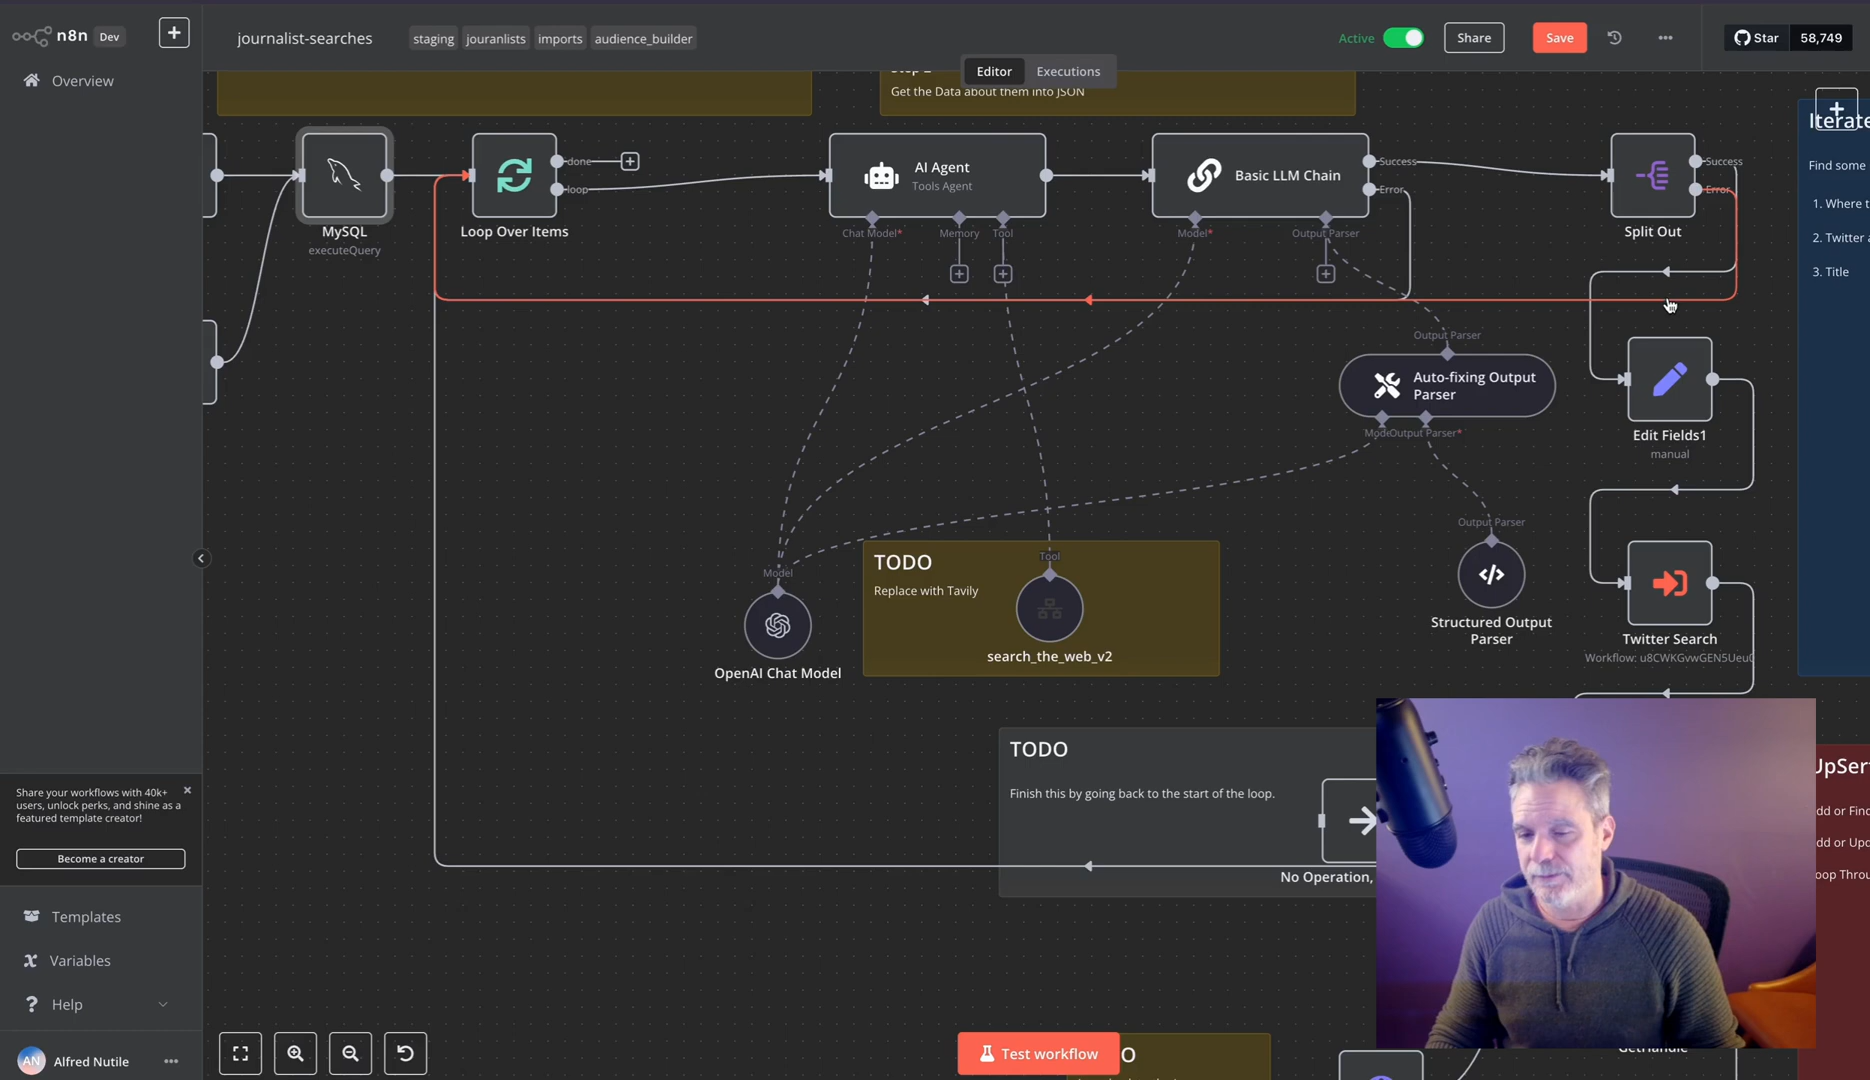 n8n
Dev
journalist-searches
staging
jouranlists
imports
audience_builder
Active
Share
Save
Star
58,749
Overview
Editor
Executions
Get the Data about them into JSON
Iterate
Find some
1. Where t
2. Twitter a
3. Title
MySQL
executeQuery
done
loop
Loop Over Items
AI Agent
Tools Agent
Chat Model*
Memory
Tool
Basic LLM Chain
Success
Error
Model*
Output Parser
Success
Error
Split Out
Output Parser
Auto-fixing Output
Parser
Output Parser*
Edit Fields1
manual
Output Parser
Structured Output
Parser
Twitter Search
Workflow: u8CWKGvwGEN5Ueu
TODO
Replace with Tavily
Tool
search_the_web_v2
Model
OpenAI Chat Model
TODO
Finish this by going back to the start of the loop.
No Operation,
UpSer
dd or Find
dd or Upd
oop Throu
Share your workflows with 40k+
users, unlock perks, and shine as a
featured template creator!
Become a creator
Templates
Variables
Help
AN
Alfred Nutile
Test workflow